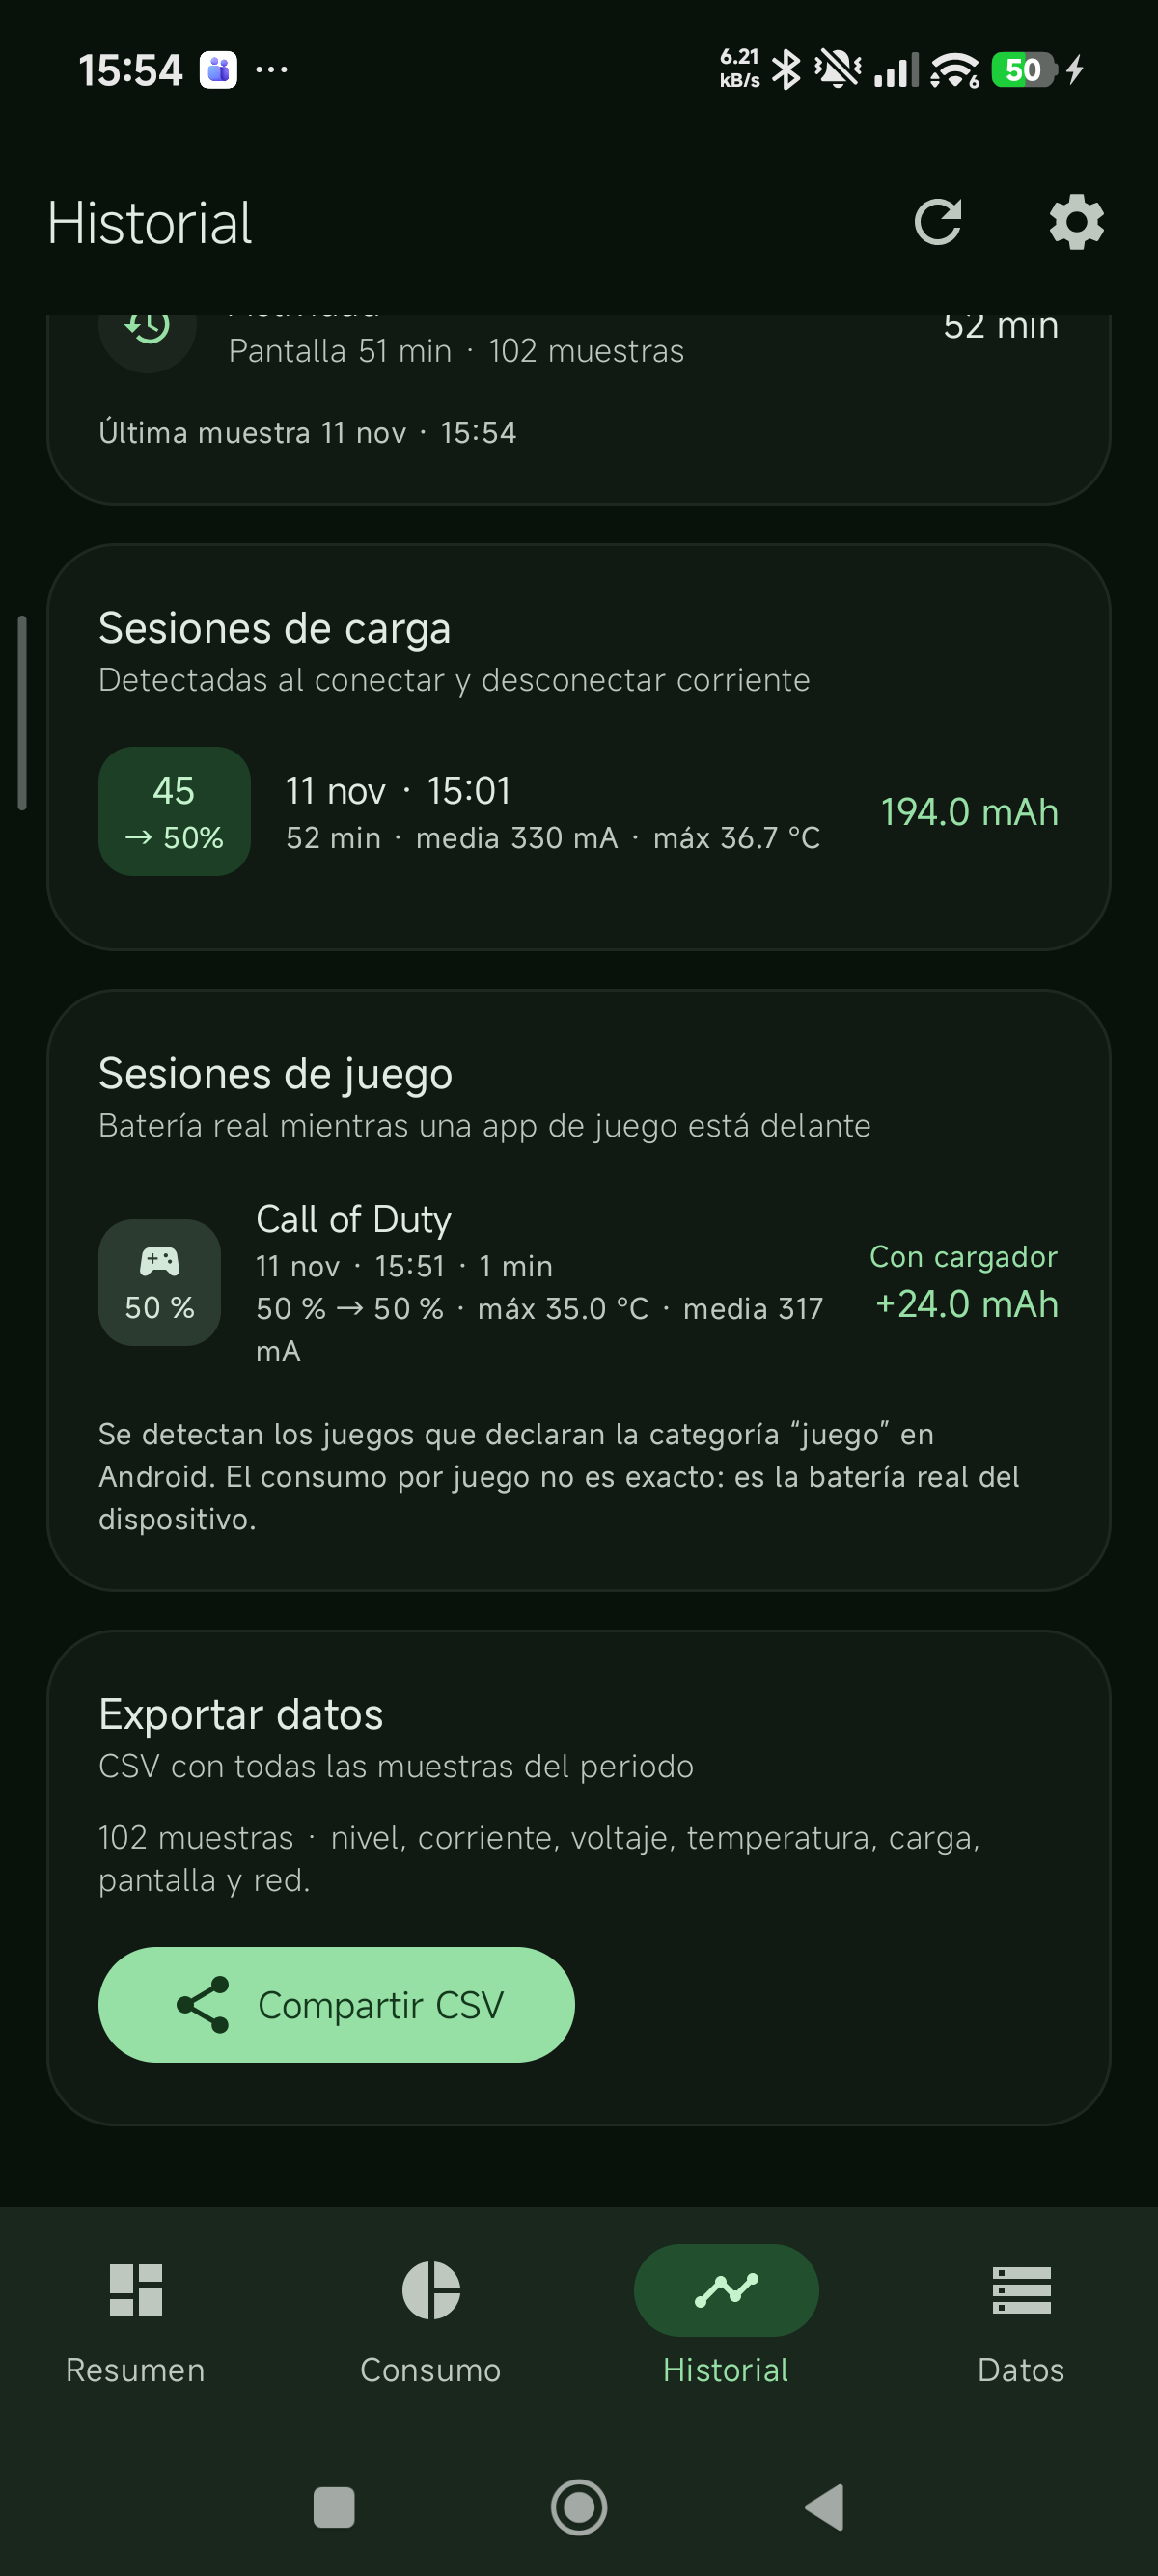 15:54 ...
6.21
kB/s
6
50
Historial
52 min
Pantalla 51 min · 102 muestras
Última muestra 11 nov · 15:54
Sesiones de carga
Detectadas al conectar y desconectar corriente
45
→ 50%
11 nov · 15:01
52 min · media 330 mA · máx 36.7 °C
194.0 mAh
Sesiones de juego
Batería real mientras una app de juego está delante
50 %
Call of Duty
11 nov · 15:51 · 1 min
50 % → 50 % · máx 35.0 °C · media 317
mA
Con cargador
+24.0 mAh
Se detectan los juegos que declaran la categoría “juego” en
Android. El consumo por juego no es exacto: es la batería real del
dispositivo.
Exportar datos
CSV con todas las muestras del periodo
102 muestras · nivel, corriente, voltaje, temperatura, carga,
pantalla y red.
Compartir CSV
Resumen
Consumo
Historial
Datos